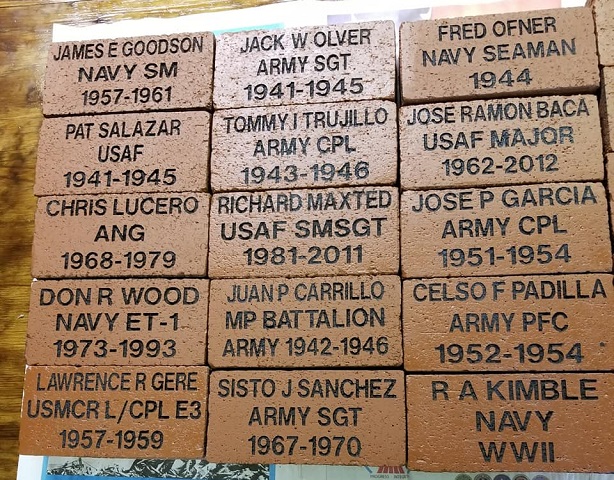 JAMES E GOODSON
NAVY SM
1957-1961
JACK W OLVER
ARMY SGT
1941-1945
FRED OFNER
NAVY SEAMAN
1944
PAT SALAZAR
USAF
1941-1945
TOMMY I TRUJILLO
ARMY CPL
1943-1946
JOSE RAMON BACA
USAF MAJOR
1962-2012
CHRIS LUCERO
ANG
1968-1979
RICHARD MAXTED
USAF SMSGT
1981-2011
JOSE P GARCIA
ARMY CPL
1951-1954
DON R WOOD
NAVY ET-1
1973-1993
JUAN P CARRILLO
MP BATTALION
ARMY 1942-1946
CELSO F PADILLA
ARMY PFC
1952-1954
LAWRENCE R GERE
USMCR L/CPL E3
1957-1959
SISTO J SANCHEZ
ARMY SGT
1967-1970
R A KIMBLE
NAVY
WWII